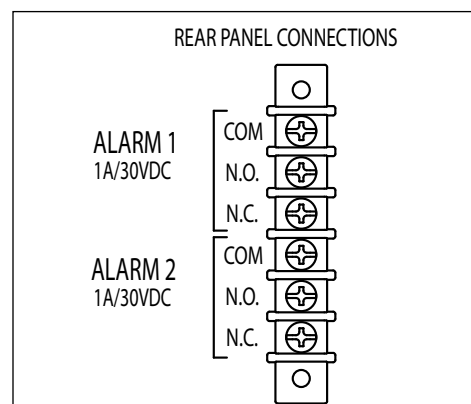 REAR PANEL CONNECTIONS
ALARM 1
1A/30VDC
COM
N.O.
N.C.
ALARM 2
1A/30VDC
COM
N.O.
N.C.